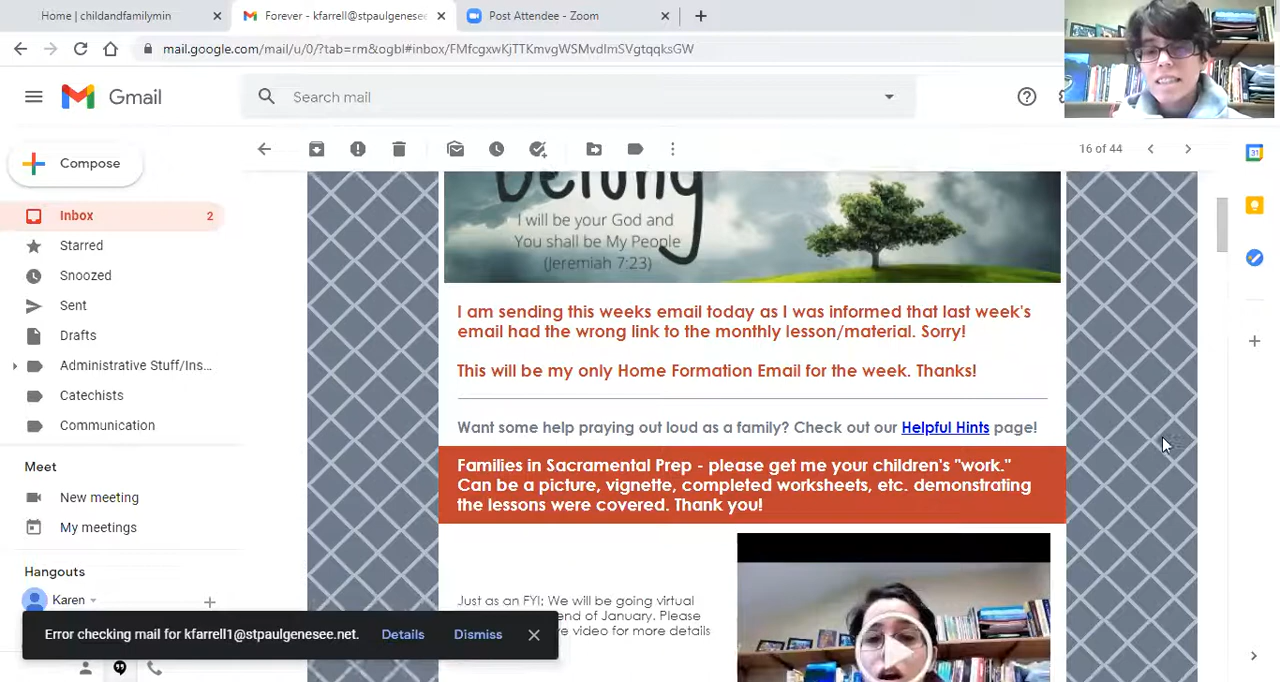 Home | childandfamilymin
Forever - kfarrell@stpaulgenesee
Post Attendee - Zoom
mail.google.com/mail/u/0/?tab=rm&ogbl#inbox/FMfcgxwKjTTKmvgWSMvdlmSVgtqqksGW
Gmail
Search mail
Compose
16 of 44
31
Inbox 2
Starred
Snoozed
Sent
Drafts
Administrative Stuff/Ins...
Catechists
Communication
Meet
New meeting
My meetings
Hangouts
Karen
Belong
I will be your God and
You shall be My People
(Jeremiah 7:23)
I am sending this weeks email today as I was informed that last week's
email had the wrong link to the monthly lesson/material. Sorry!
This will be my only Home Formation Email for the week. Thanks!
Want some help praying out loud as a family? Check out our Helpful Hints page!
Families in Sacramental Prep - please get me your children's "work."
Can be a picture, vignette, completed worksheets, etc. demonstrating
the lessons were covered. Thank you!
Just as an FYI; We will be going virtual
end of January. Please
video for more details
Error checking mail for kfarrell1@stpaulgenesee.net. Details Dismiss